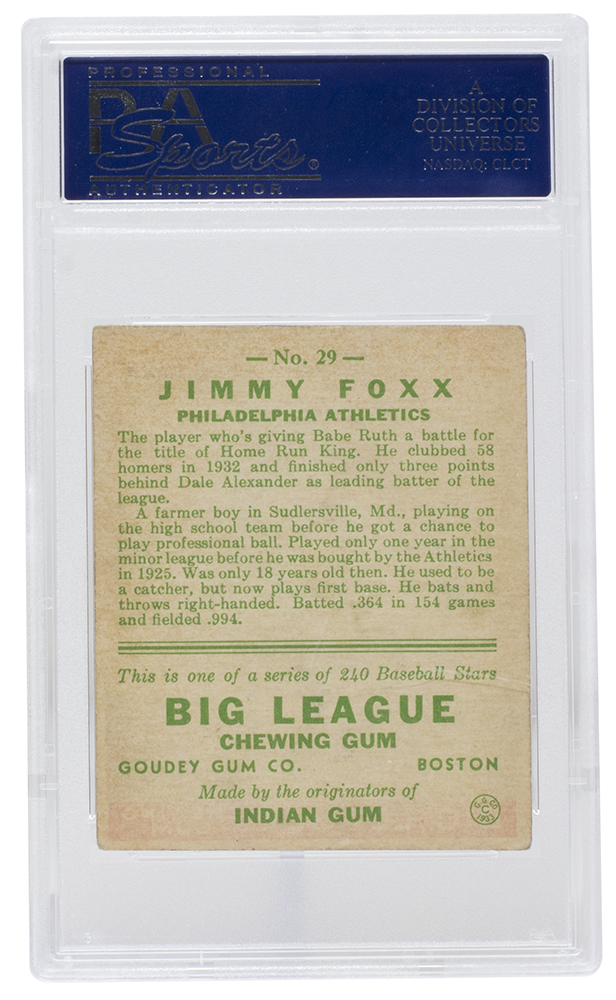 PROFESSIONAL
PSA
Sports®
AUTHENTICATOR
A
DIVISION OF
COLLECTORS
UNIVERSE
NASDAQ: CLCT
— No. 29 —
JIMMY FOXX
PHILADELPHIA ATHLETICS
The player who's giving Babe Ruth a battle for
the title of Home Run King. He clubbed 58
homers in 1932 and finished only three points
behind Dale Alexander as leading batter of the
league.
A farmer boy in Sudlersville, Md., playing on
the high school team before he got a chance to
play professional ball. Played only one year in the
minor league before he was bought by the Athletics
in 1925. Was only 18 years old then. He used to be
a catcher, but now plays first base. He bats and
throws right-handed. Batted .364 in 154 games
and fielded .994.
This is one of a series of 240 Baseball Stars
BIG LEAGUE
CHEWING GUM
GOUDEY GUM CO. BOSTON
Made by the originators of
INDIAN GUM
G. G. CO.
C
1933